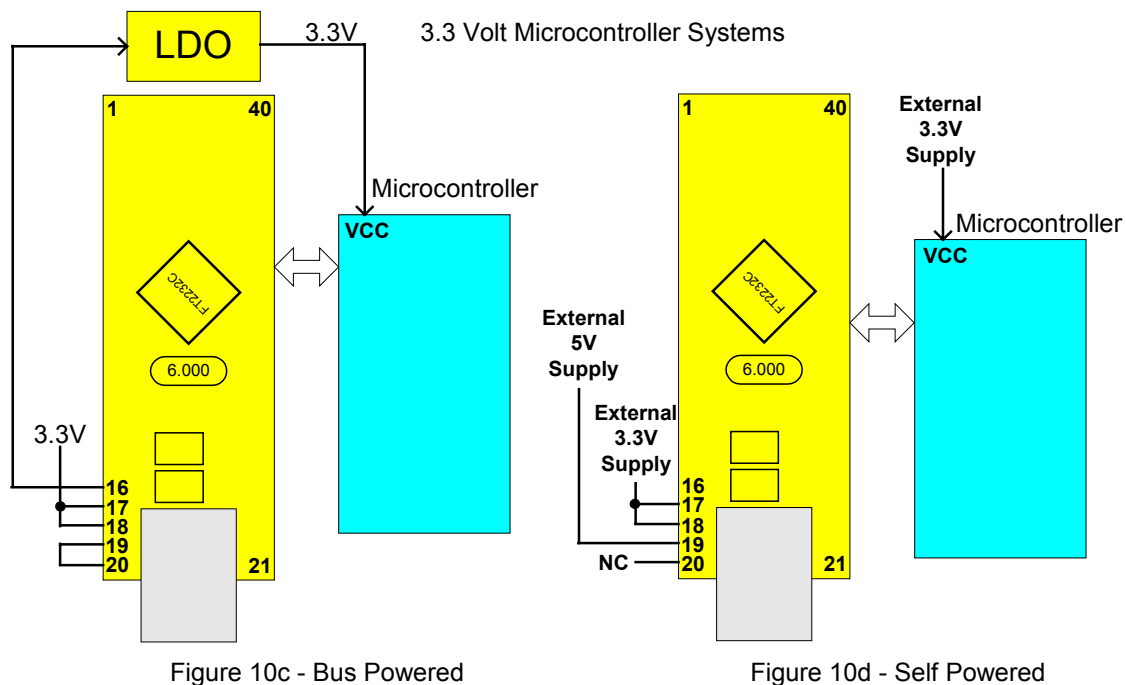 3.3 Volt Microcontroller Systems
LDO
3.3V
1
40
Microcontroller
VCC
FT2232C
6.000
3.3V
16
17
18
19
20
21
Figure 10c - Bus Powered
1
40
External
3.3V
Supply
Microcontroller
VCC
FT2232C
6.000
External
5V
Supply
External
3.3V
Supply
16
17
18
19
NC
20
21
Figure 10d - Self Powered